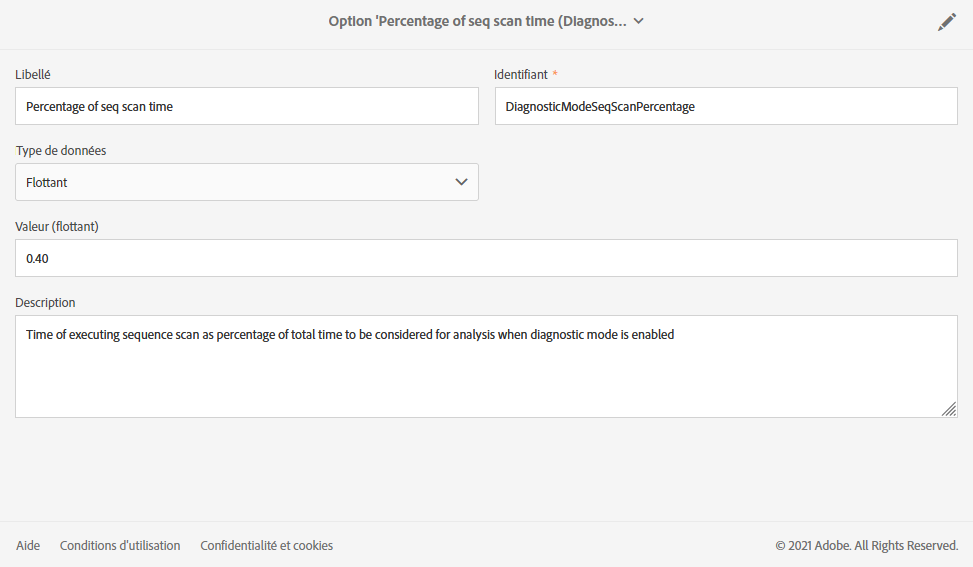 Option 'Percentage of seq scan time (Diagnos...
Libellé
Identifiant *
Percentage of seq scan time
DiagnosticModeSeqScanPercentage
Type de données
Flottant
Valeur (flottant)
0.40
Description
Time of executing sequence scan as percentage of total time to be considered for analysis when diagnostic mode is enabled
Aide
Conditions d'utilisation
Confidentialité et cookies
© 2021 Adobe. All Rights Reserved.